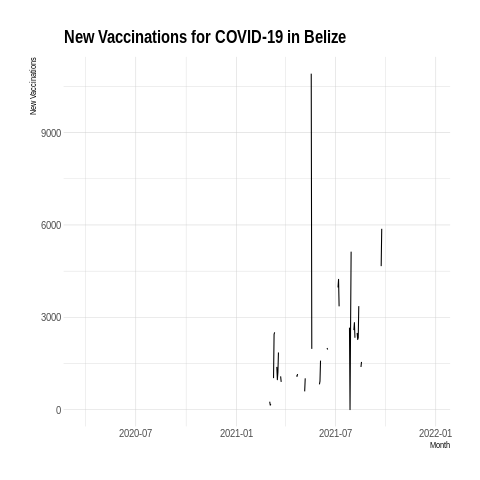 New Vaccinations for COVID-19 in Belize
New Vaccinations
9000
6000
3000
0
2020-07
2021-01
2021-07
2022-01
Month